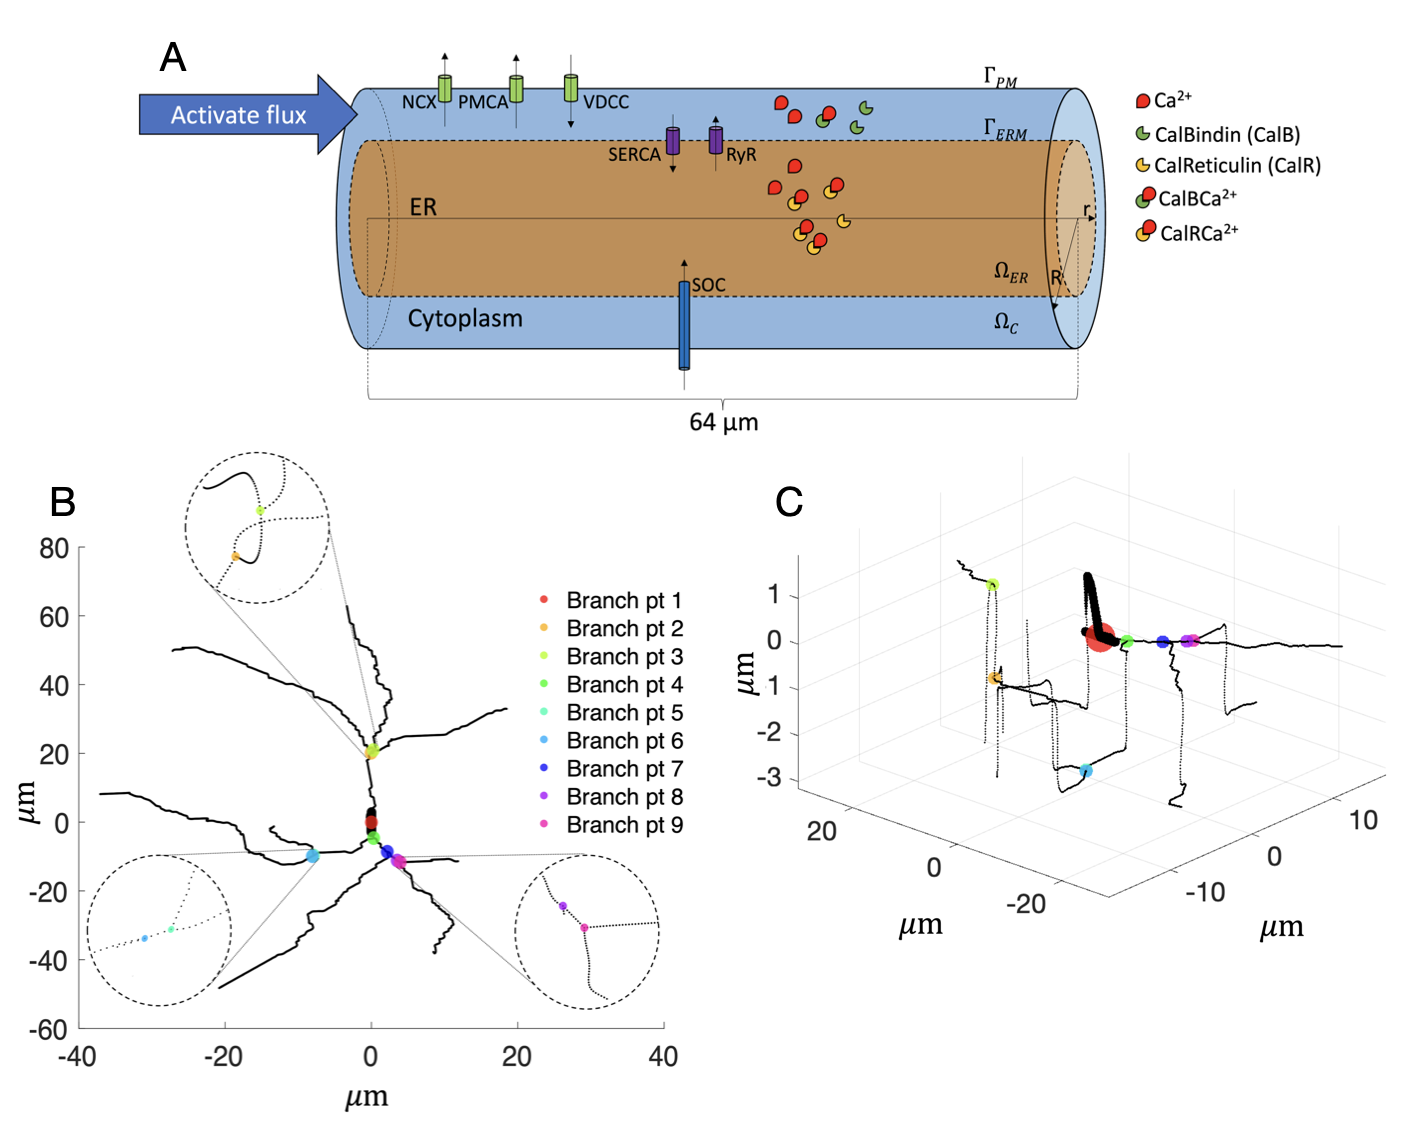 A
Activate flux
NCX PMCA VDCC
Γ_PM
Γ_ERM
SERCA RyR
ER
r
R
SOC
Ω_ER
Cytoplasm
Ω_C
64 μm
Ca²⁺
CalBindin (CalB)
CalReticulin (CalR)
CalBCa²⁺
CalRCa²⁺
B
80
60
40
20
0
-20
-40
-60
μm
-40 -20 0 20 40
μm
Branch pt 1
Branch pt 2
Branch pt 3
Branch pt 4
Branch pt 5
Branch pt 6
Branch pt 7
Branch pt 8
Branch pt 9
C
1
0
1
-2
-3
μm
20
0
-20
μm
10
0
-10
μm